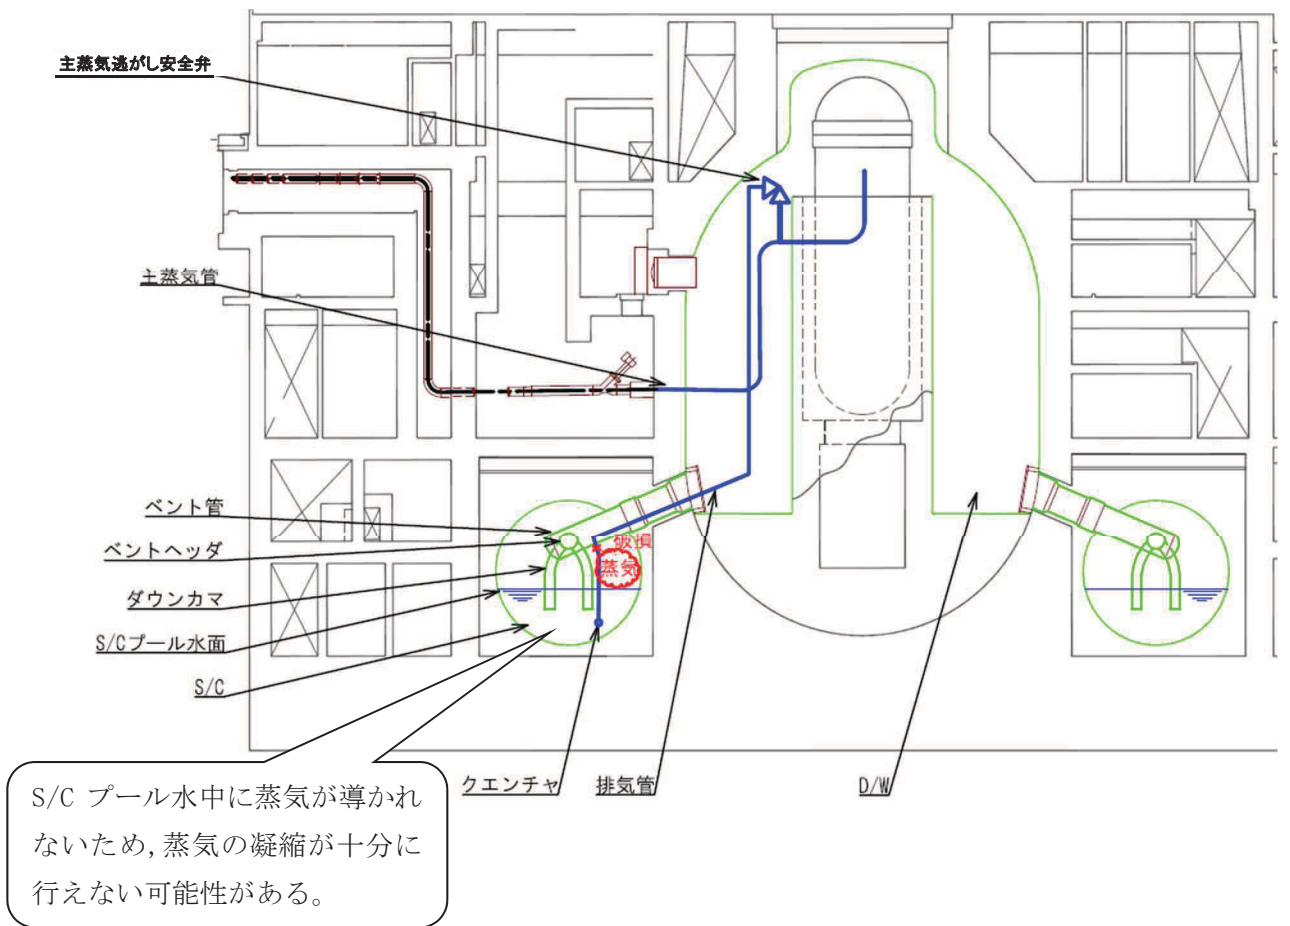 主蒸気逃がし安全弁
主蒸気管
ベント管
ベントヘッダ
破損
蒸気
ダウンカマ
S/Cプール水面
S/C
クエンチャ
排気管
D/W
S/C プール水中に蒸気が導かれ
ないため,蒸気の凝縮が十分に
行えない可能性がある。